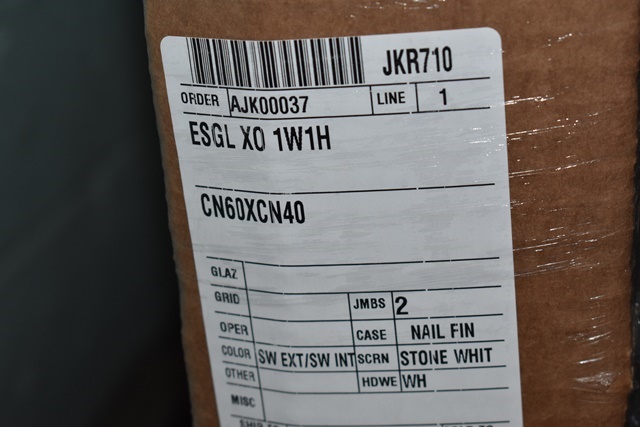 JKR710
ORDER AJK00037 LINE 1
ESGL XO 1W1H
CN60XCN40
GLAZ
GRID JMBS 2
OPER CASE NAIL FIN
COLOR SW EXT/SW INT SCRN STONE WHIT
OTHER HDWE WH
MISC